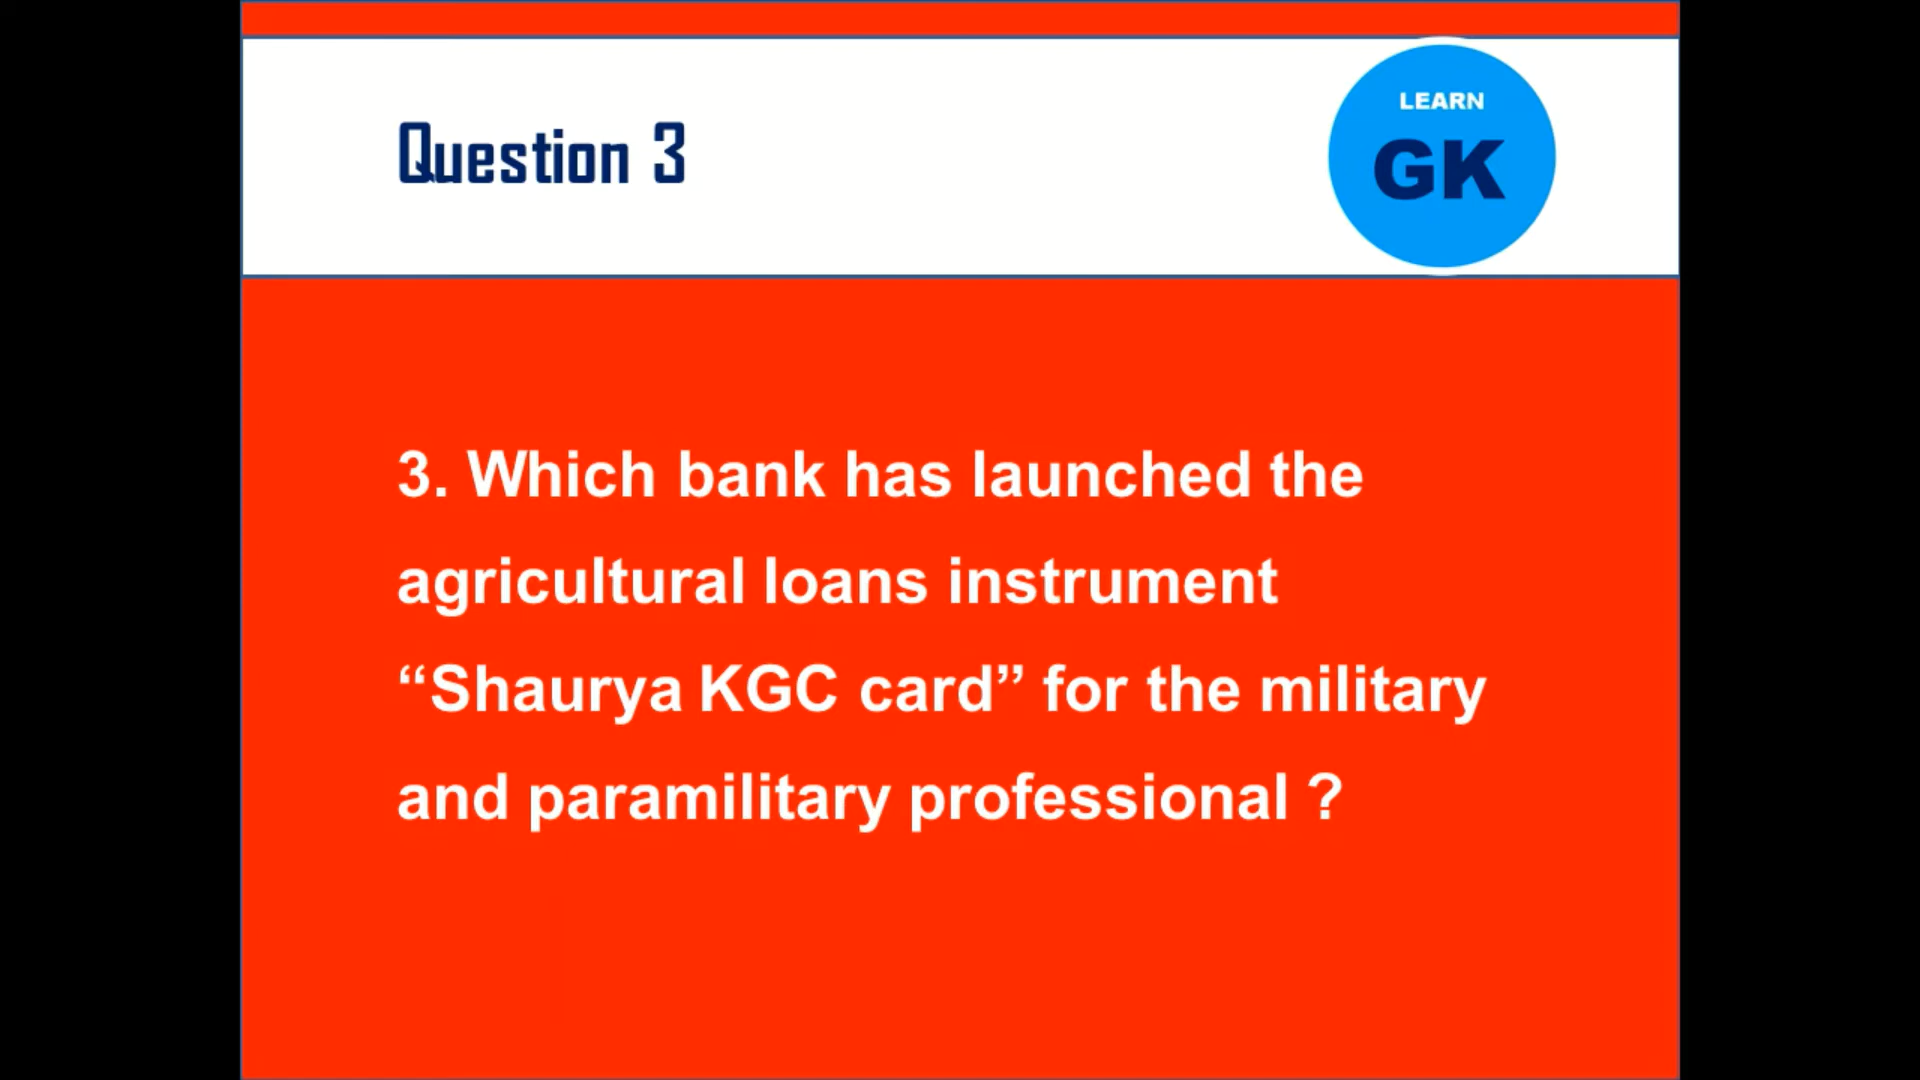 Question 3
LEARN
GK
3. Which bank has launched the
agricultural loans instrument
“Shaurya KGC card” for the military
and paramilitary professional ?